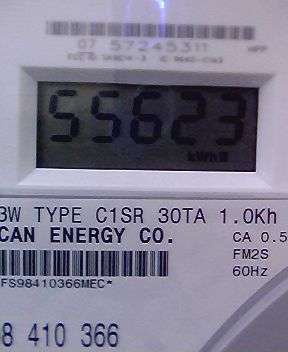 07 57245311
55623
kWh
3W TYPE C1SR 30TA 1.0Kh
CAN ENERGY CO.
CA 0.5
FM2S
60Hz
FS98410366MEC*
8 410 366